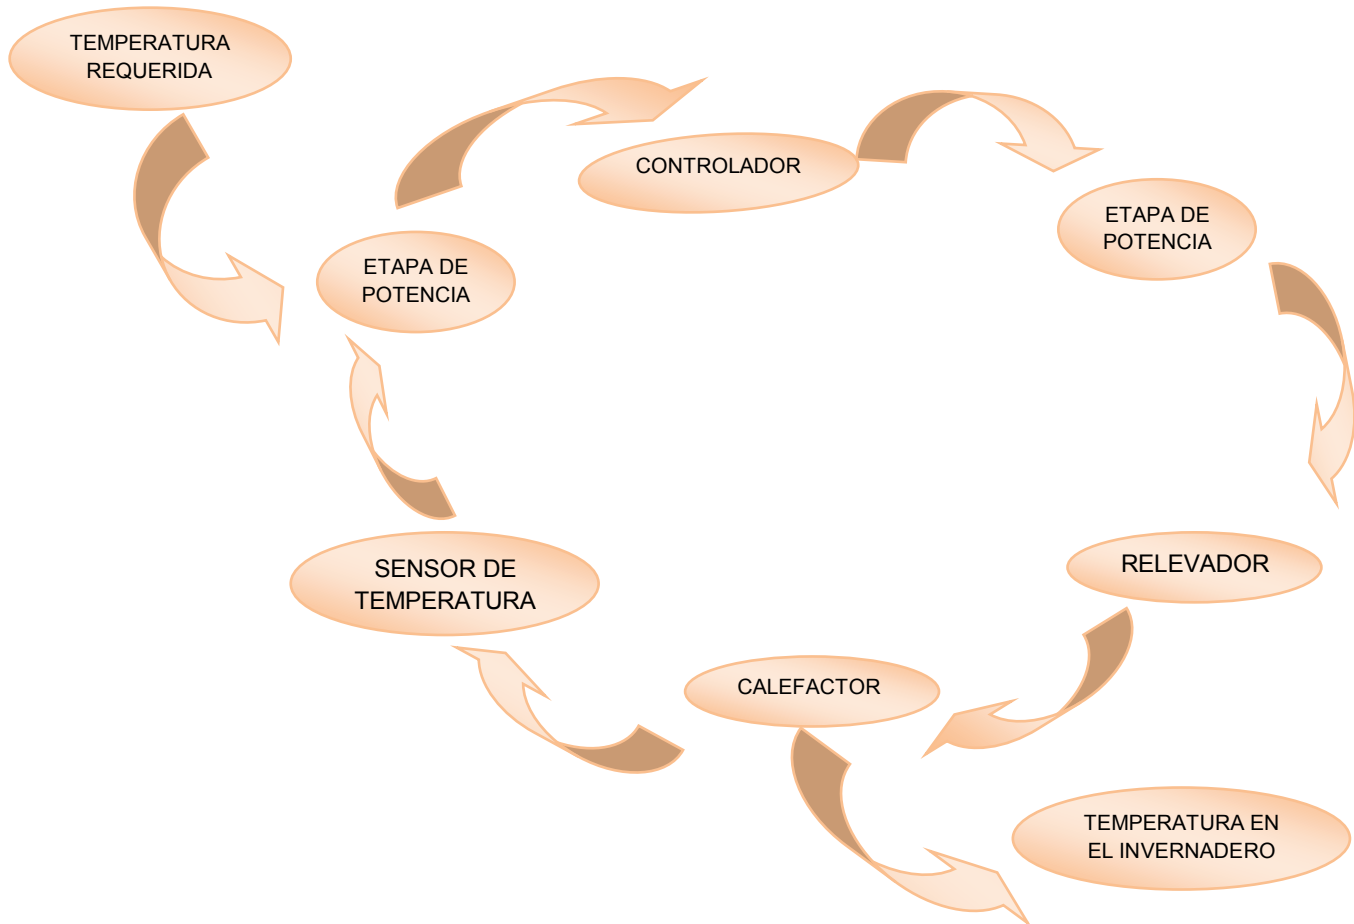 TEMPERATURA
REQUERIDA
CONTROLADOR
ETAPA DE
POTENCIA
ETAPA DE
POTENCIA
SENSOR DE
TEMPERATURA
RELEVADOR
CALEFACTOR
TEMPERATURA EN
EL INVERNADERO